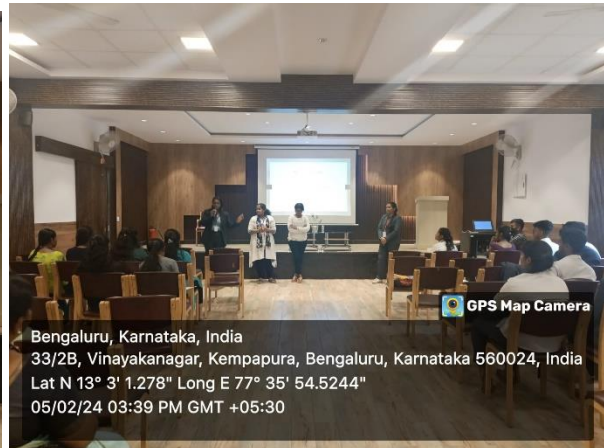 GPS Map Camera
Bengaluru, Karnataka, India
33/2B, Vinayakanagar, Kempapura, Bengaluru, Karnataka 560024, India
Lat N 13° 3' 1.278" Long E 77° 35' 54.5244"
05/02/24 03:39 PM GMT +05:30